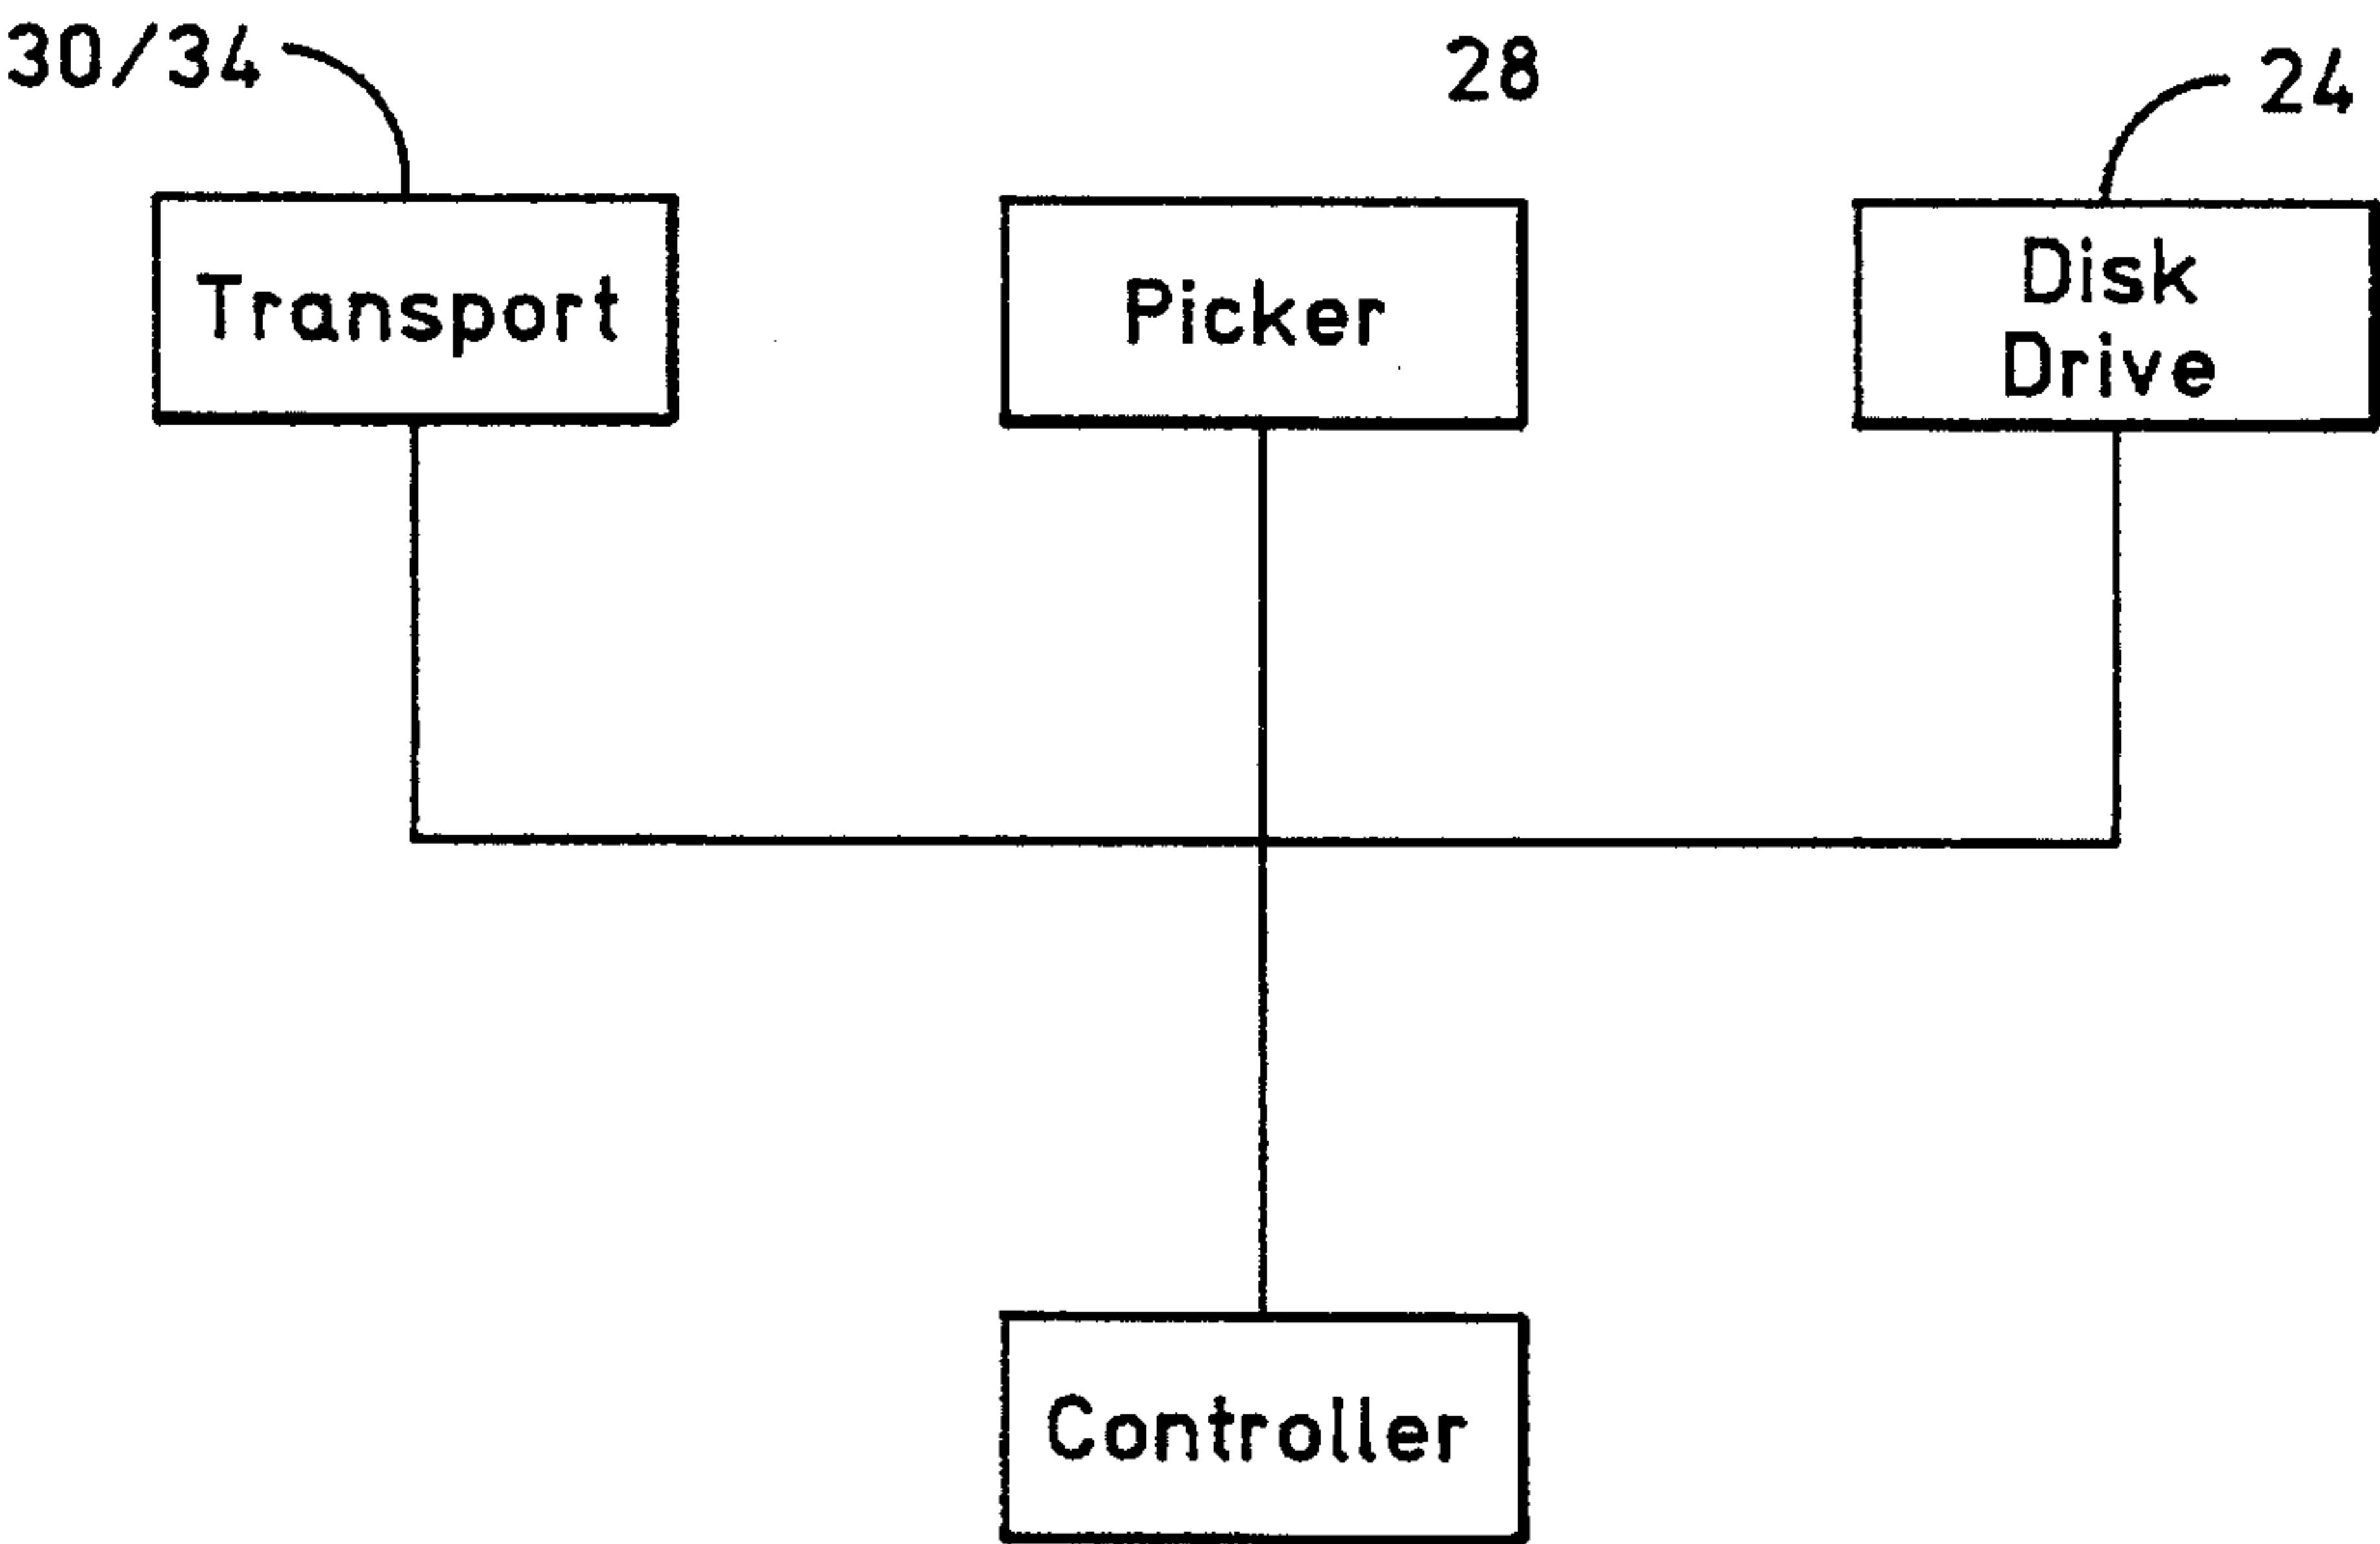 30/34
28
24
Transport
Picker
Disk
Drive
Controller